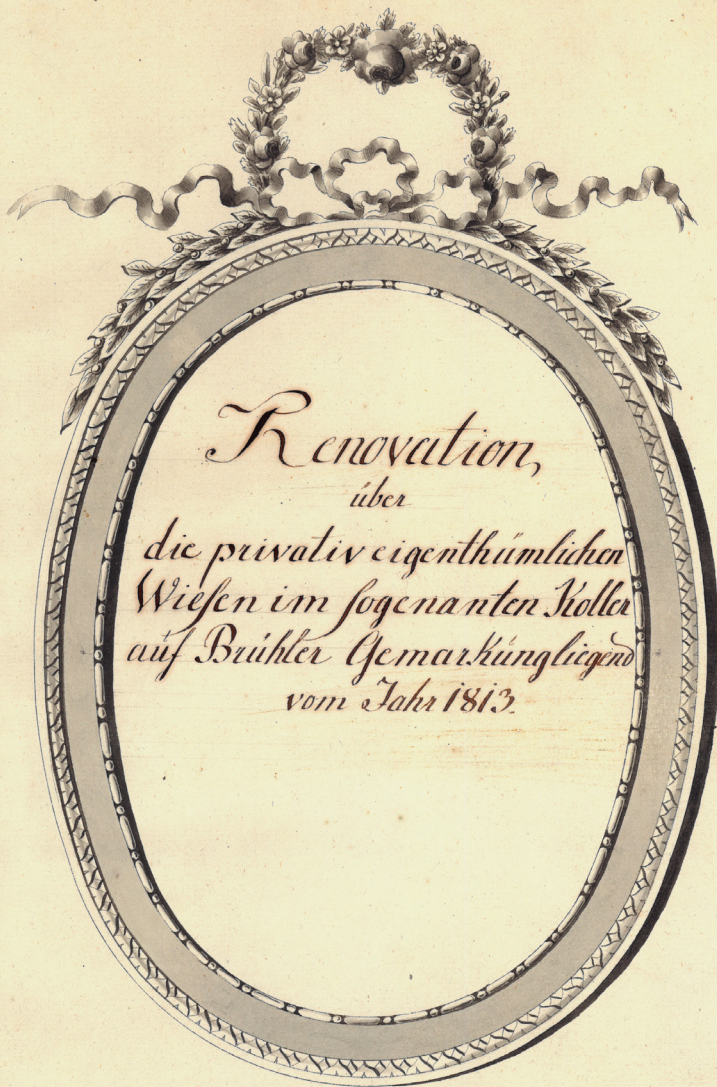 Renovation,
über
die privativ eigenthümlichen
Wiesen im sogenanten Koller
auf Brühler Gemarkung liegend
vom Jahr 1813.